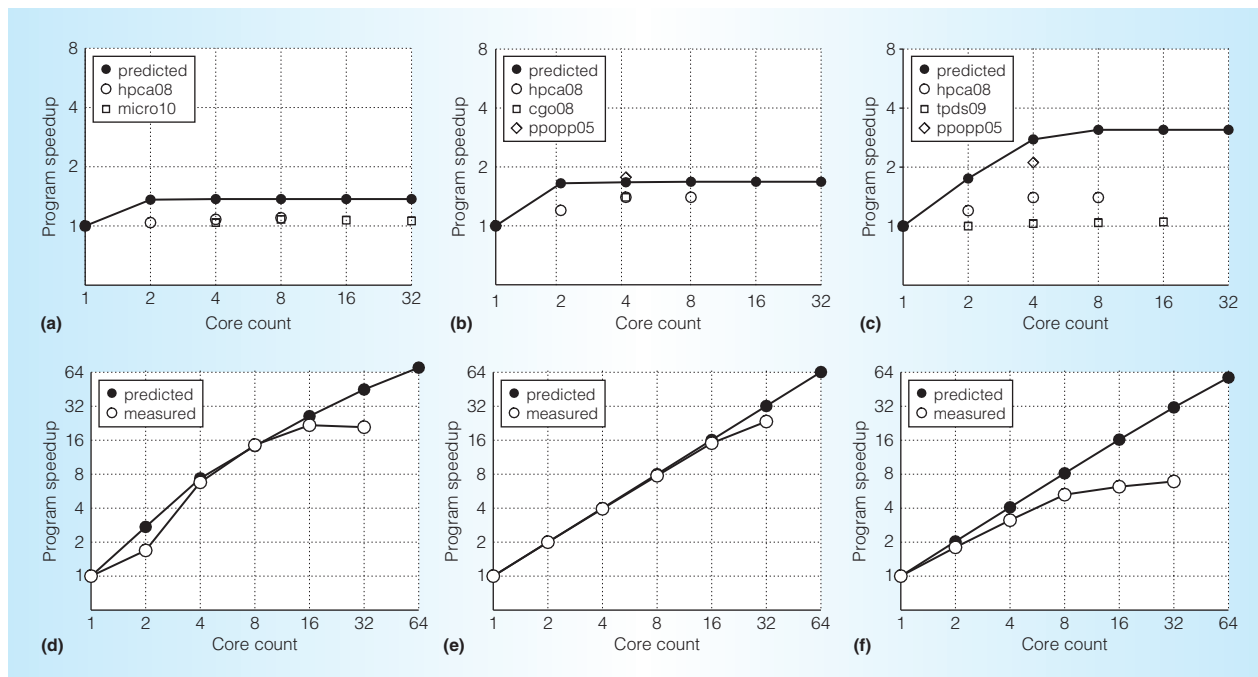 8
4
2
1
Program speedup
predicted
hpca08
micro10
1 2 4 8 16 32
Core count
(a)
8
4
2
1
Program speedup
predicted
hpca08
cgo08
ppopp05
1 2 4 8 16 32
Core count
(b)
8
4
2
1
Program speedup
predicted
hpca08
tpds09
ppopp05
1 2 4 8 16 32
Core count
(c)
64
32
16
8
4
2
1
Program speedup
predicted
measured
1 2 4 8 16 32 64
Core count
(d)
64
32
16
8
4
2
1
Program speedup
predicted
measured
1 2 4 8 16 32 64
Core count
(e)
64
32
16
8
4
2
1
Program speedup
predicted
measured
1 2 4 8 16 32 64
Core count
(f)